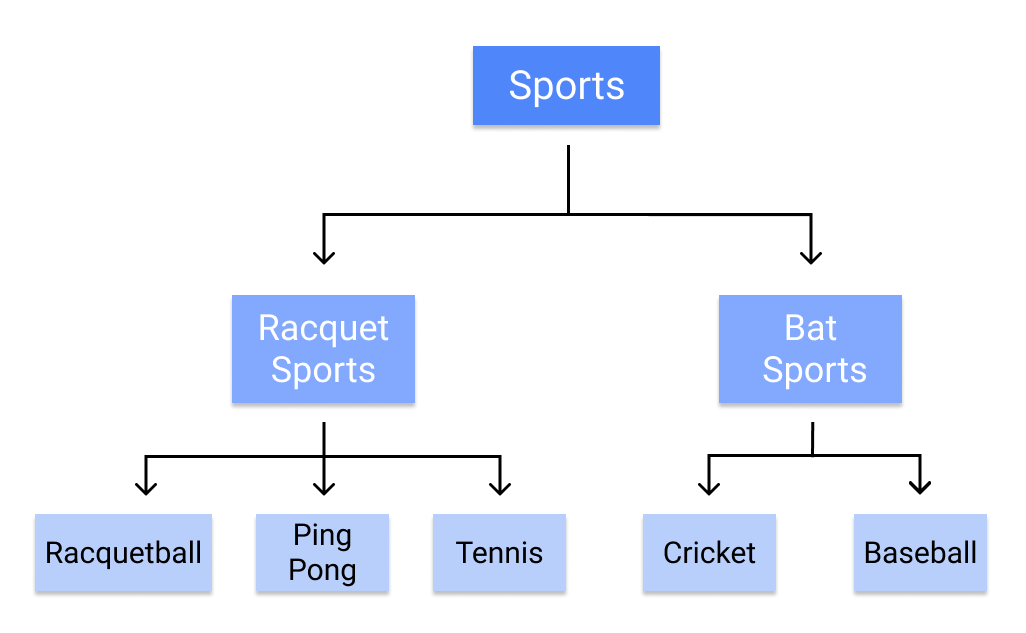 Sports
Racquet
Sports
Bat
Sports
Racquetball
Ping
Pong
Tennis
Cricket
Baseball